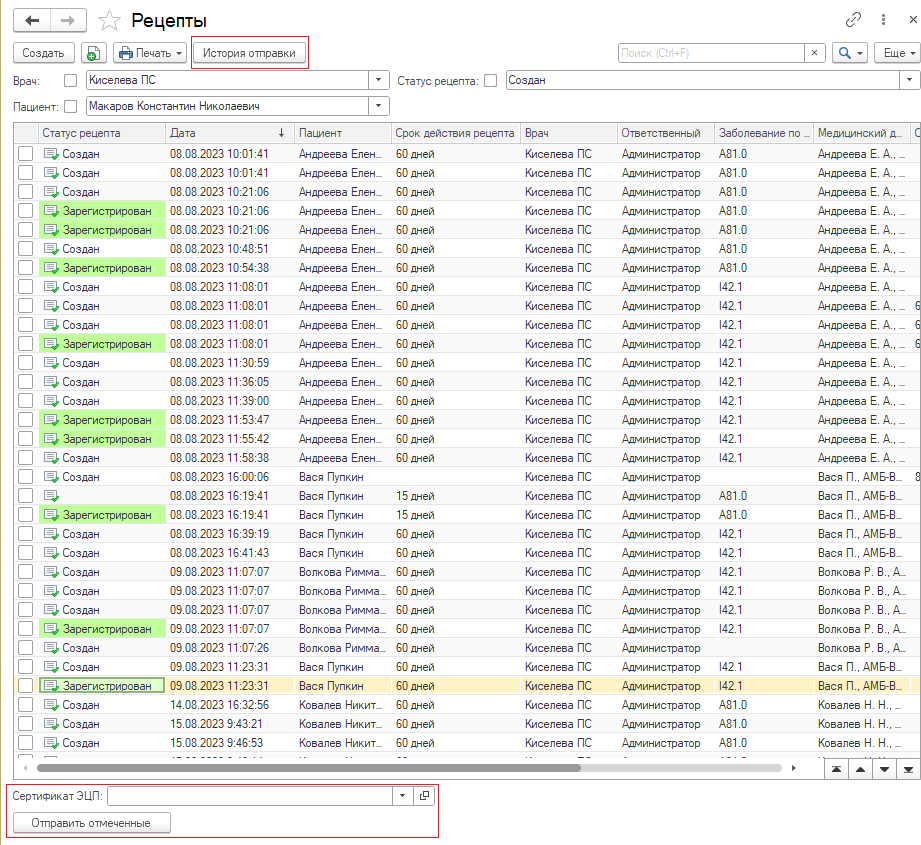 Рецепты
Создать Печать История отправки Поиск (Ctrl+F) × Еще
Врач: Киселева ПС Статус рецепта: Создан
Пациент: Макаров Константин Николаевич
Статус рецепта Дата ↓ Пациент Срок действия рецепта Врач Ответственный Заболевание по ... Медицинский д... С
Создан 08.08.2023 10:01:41 Андреева Елен... 60 дней Киселева ПС Администратор A81.0 Андреева Е. А., ...
Создан 08.08.2023 10:01:41 Андреева Елен... 60 дней Киселева ПС Администратор A81.0 Андреева Е. А., ...
Создан 08.08.2023 10:21:06 Андреева Елен... 60 дней Киселева ПС Администратор A81.0 Андреева Е. А., ...
Зарегистрирован 08.08.2023 10:21:06 Андреева Елен... 60 дней Киселева ПС Администратор A81.0 Андреева Е. А., ...
Зарегистрирован 08.08.2023 10:21:06 Андреева Елен... 60 дней Киселева ПС Администратор A81.0 Андреева Е. А., ...
Создан 08.08.2023 10:48:51 Андреева Елен... 60 дней Киселева ПС Администратор A81.0 Андреева Е. А., ...
Зарегистрирован 08.08.2023 10:54:38 Андреева Елен... 60 дней Киселева ПС Администратор A81.0 Андреева Е. А., ...
Создан 08.08.2023 11:08:01 Андреева Елен... 60 дней Киселева ПС Администратор I42.1 Андреева Е. А., ...
Создан 08.08.2023 11:08:01 Андреева Елен... 60 дней Киселева ПС Администратор I42.1 Андреева Е. А., ... 6
Создан 08.08.2023 11:08:01 Андреева Елен... 60 дней Киселева ПС Администратор I42.1 Андреева Е. А., ... 6
Зарегистрирован 08.08.2023 11:08:01 Андреева Елен... 60 дней Киселева ПС Администратор I42.1 Андреева Е. А., ... 6
Создан 08.08.2023 11:30:59 Андреева Елен... 60 дней Киселева ПС Администратор I42.1 Андреева Е. А., ...
Создан 08.08.2023 11:36:05 Андреева Елен... 60 дней Киселева ПС Администратор I42.1 Андреева Е. А., ...
Создан 08.08.2023 11:39:00 Андреева Елен... 60 дней Киселева ПС Администратор I42.1 Андреева Е. А., ...
Зарегистрирован 08.08.2023 11:53:47 Андреева Елен... 60 дней Киселева ПС Администратор I42.1 Андреева Е. А., ...
Зарегистрирован 08.08.2023 11:55:42 Андреева Елен... 60 дней Киселева ПС Администратор I42.1 Андреева Е. А., ...
Создан 08.08.2023 11:58:38 Андреева Елен... 60 дней Киселева ПС Администратор I42.1 Андреева Е. А., ...
Создан 08.08.2023 16:00:06 Вася Пупкин Киселева ПС Администратор Вася П., АМБ-В... 8
08.08.2023 16:19:41 Вася Пупкин 15 дней Киселева ПС Администратор A81.0 Вася П., АМБ-В...
Зарегистрирован 08.08.2023 16:19:41 Вася Пупкин 15 дней Киселева ПС Администратор A81.0 Вася П., АМБ-В...
Создан 08.08.2023 16:39:19 Вася Пупкин 60 дней Киселева ПС Администратор I42.1 Вася П., АМБ-В...
Создан 08.08.2023 16:41:43 Вася Пупкин 60 дней Киселева ПС Администратор I42.1 Вася П., АМБ-В...
Создан 09.08.2023 11:07:07 Волкова Римма... 60 дней Киселева ПС Администратор I42.1 Волкова Р. В., А...
Создан 09.08.2023 11:07:07 Волкова Римма... 60 дней Киселева ПС Администратор I42.1 Волкова Р. В., А...
Создан 09.08.2023 11:07:07 Волкова Римма... 60 дней Киселева ПС Администратор I42.1 Волкова Р. В., А...
Зарегистрирован 09.08.2023 11:07:07 Волкова Римма... 60 дней Киселева ПС Администратор I42.1 Волкова Р. В., А...
Создан 09.08.2023 11:07:26 Волкова Римма... 60 дней Киселева ПС Администратор Волкова Р. В., А...
Создан 09.08.2023 11:23:31 Вася Пупкин 60 дней Киселева ПС Администратор I42.1 Вася П., АМБ-В...
Зарегистрирован 09.08.2023 11:23:31 Вася Пупкин 60 дней Киселева ПС Администратор I42.1 Вася П., АМБ-В...
Создан 14.08.2023 16:32:56 Ковалев Никит... 60 дней Киселева ПС Администратор A81.0 Ковалев Н. Н., ...
Создан 15.08.2023 9:43:21 Ковалев Никит... 60 дней Киселева ПС Администратор A81.0 Ковалев Н. Н., ...
Создан 15.08.2023 9:46:53 Ковалев Никит... 60 дней Киселева ПС Администратор A81.0 Ковалев Н. Н., ...
Сертификат ЭЦП:
Отправить отмеченные